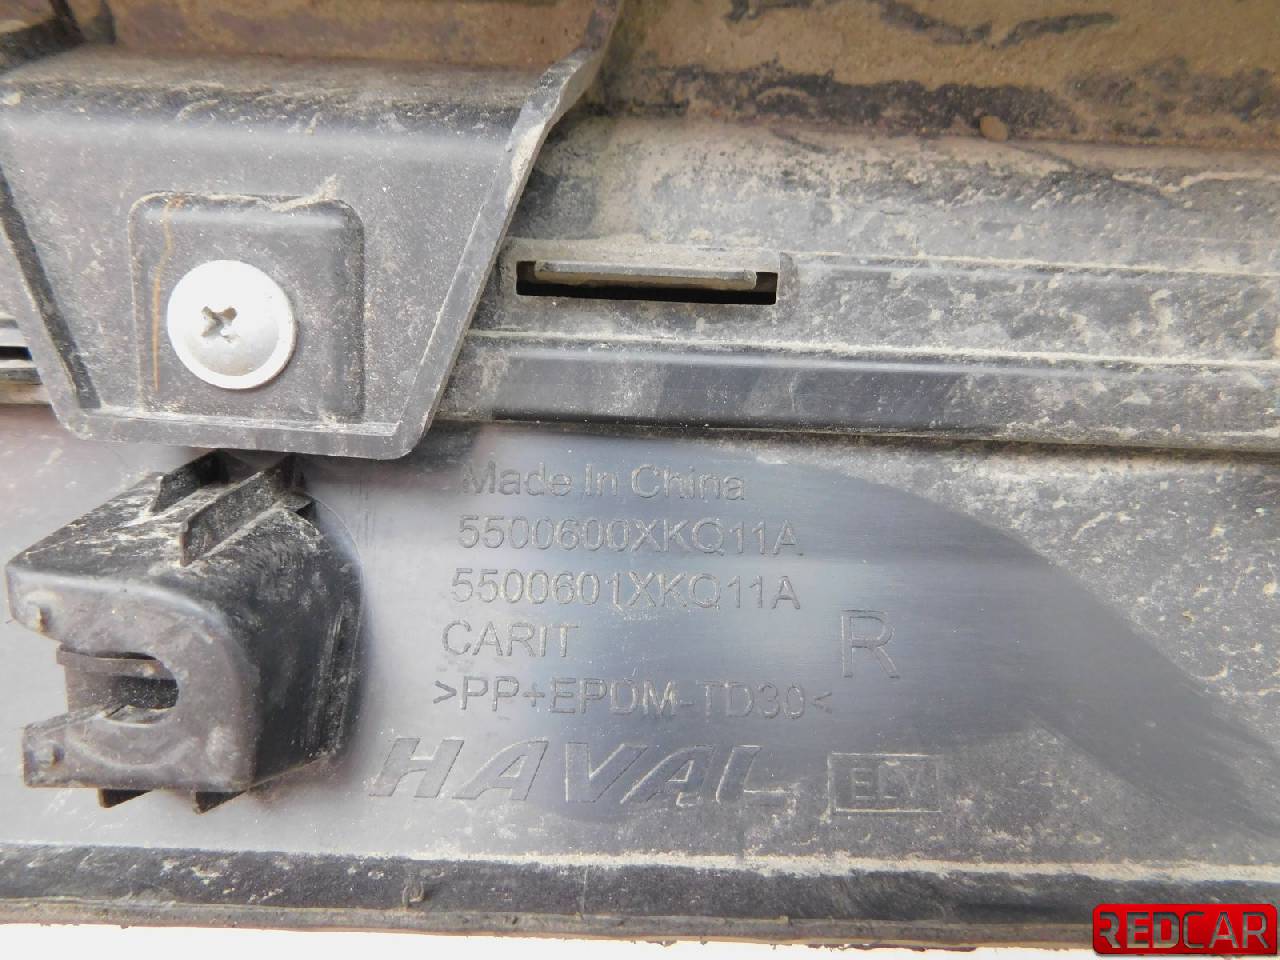 Made In China
5500600XKQ11A
5500601XKQ11A
CARIT
R
>PP+EPDM-TD30<
HAVAL
ELV
REDCAR